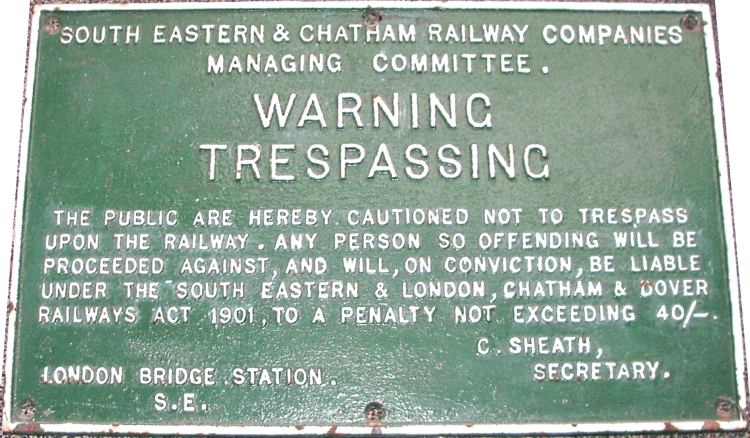 SOUTH EASTERN & CHATHAM RAILWAY COMPANIES
MANAGING COMMITTEE.
WARNING
TRESPASSING
THE PUBLIC ARE HEREBY CAUTIONED NOT TO TRESPASS
UPON THE RAILWAY. ANY PERSON SO OFFENDING WILL BE
PROCEEDED AGAINST, AND WILL, ON CONVICTION, BE LIABLE
UNDER THE SOUTH EASTERN & LONDON, CHATHAM & DOVER
RAILWAYS ACT 1901, TO A PENALTY NOT EXCEEDING 40/-.
C. SHEATH,
SECRETARY.
LONDON BRIDGE STATION.
S.E.